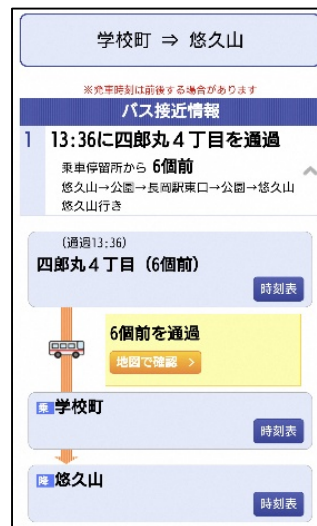 学校町 ⇒ 悠久山
※発車時刻は前後する場合があります
バス接近情報
1 13:36に四郎丸4丁目を通過
乗車停留所から 6個前
悠久山→公園→長岡駅東口→公園→悠久山
悠久山行き
(通過13:36)
四郎丸4丁目（6個前）
時刻表
6個前を通過
地図で確認 >
乗 学校町
時刻表
降 悠久山
時刻表